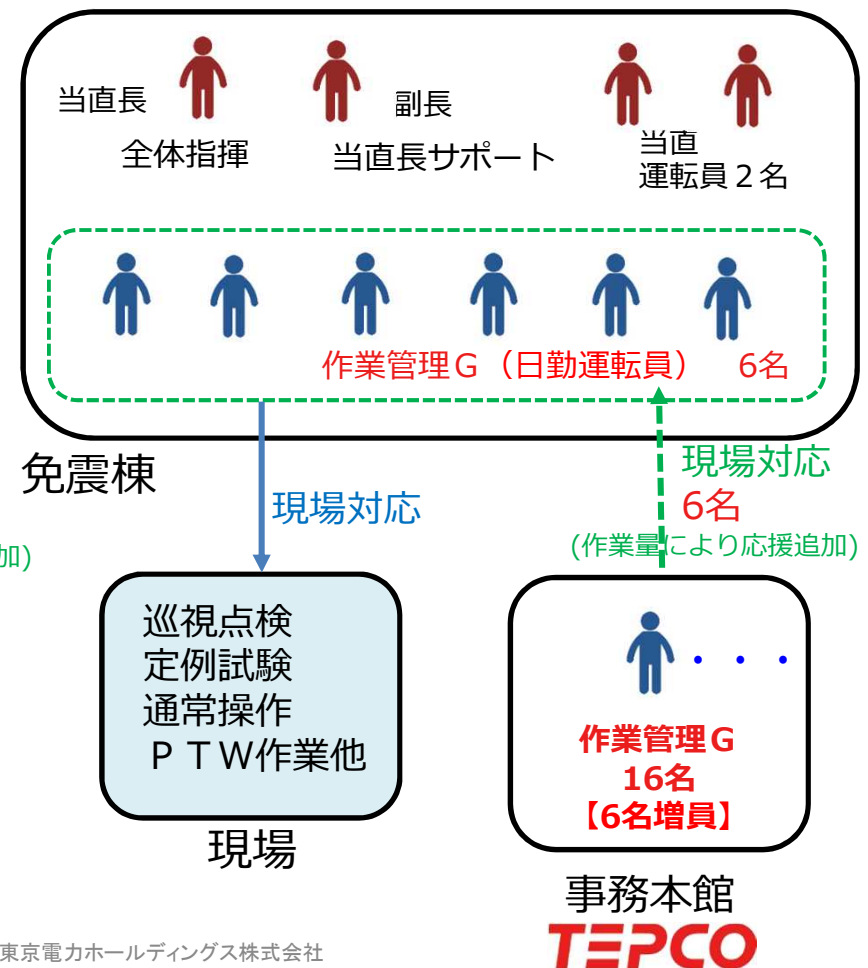 当直長
全体指揮
副長
当直長サポート
当直
運転員２名
作業管理Ｇ（日勤運転員） 6名
免震棟
現場対応
現場対応
6名
(作業量により応援追加)
加)
巡視点検
定例試験
通常操作
ＰＴＷ作業他
現場
・・・
作業管理Ｇ
16名
【6名増員】
事務本館
東京電力ホールディングス株式会社
TEPCO